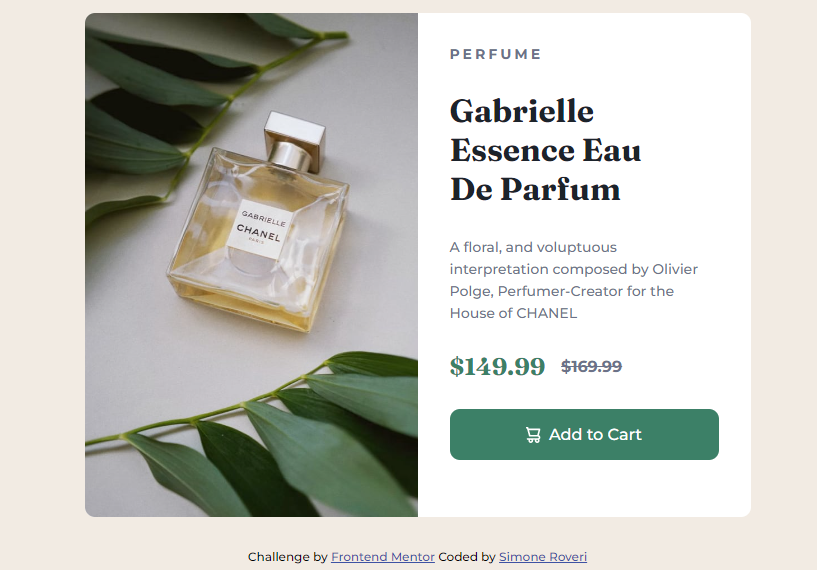 GABRIELLE
CHANEL
PARIS
PERFUME
Gabrielle
Essence Eau
De Parfum
A floral, and voluptuous
interpretation composed by Olivier
Polge, Perfumer-Creator for the
House of CHANEL
$149.99 $169.99
Add to Cart
Challenge by Frontend Mentor Coded by Simone Roveri